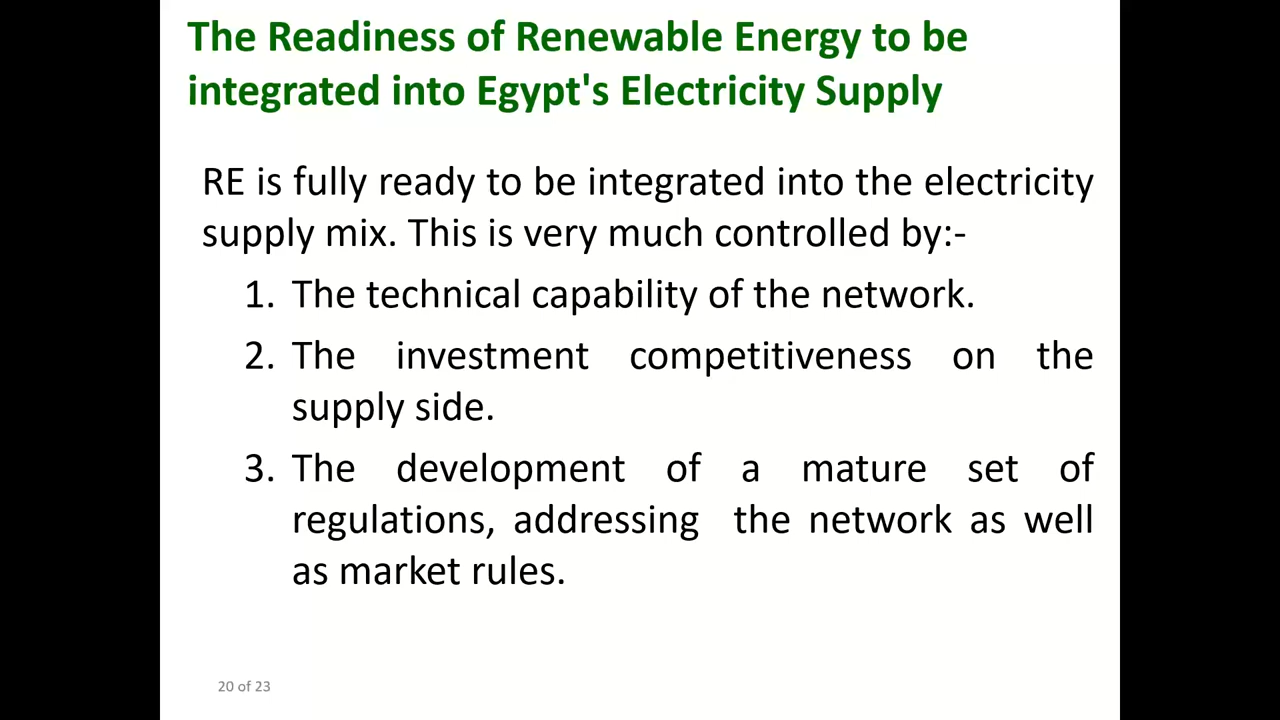 The Readiness of Renewable Energy to be
integrated into Egypt's Electricity Supply
RE is fully ready to be integrated into the electricity
supply mix. This is very much controlled by:-
1. The technical capability of the network.
2. The investment competitiveness on the
supply side.
3. The development of a mature set of
regulations, addressing the network as well
as market rules.
20 of 23